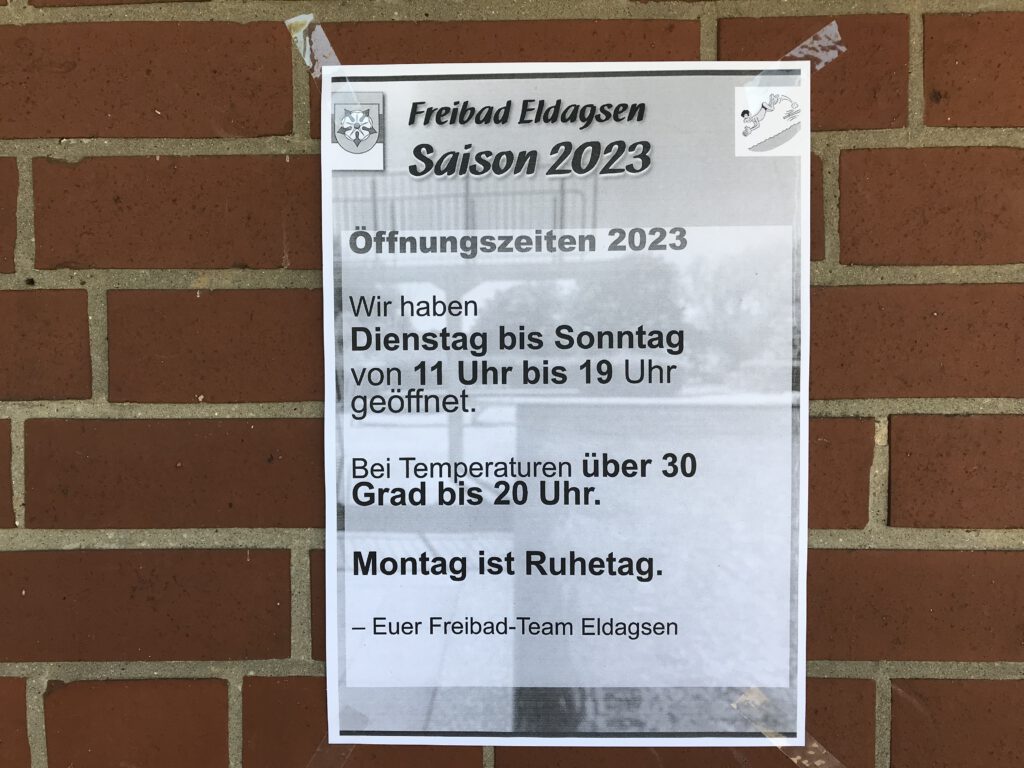 Freibad Eldagsen
Saison 2023
Öffnungszeiten 2023
Wir haben
Dienstag bis Sonntag
von 11 Uhr bis 19 Uhr
geöffnet.
Bei Temperaturen über 30
Grad bis 20 Uhr.
Montag ist Ruhetag.
– Euer Freibad-Team Eldagsen